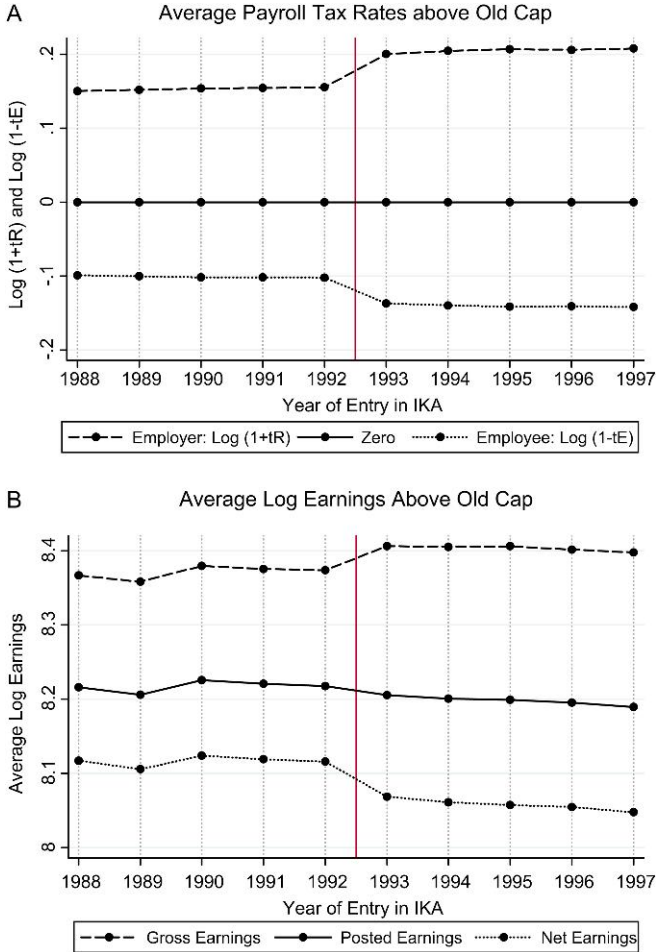 A
Average Payroll Tax Rates above Old Cap
Log (1+tR) and Log (1-tE)
.2
.1
0
-.1
-.2
1988 1989 1990 1991 1992 1993 1994 1995 1996 1997
Year of Entry in IKA
Employer: Log (1+tR) Zero Employee: Log (1-tE)
B
Average Log Earnings Above Old Cap
Average Log Earnings
8.4
8.3
8.2
8.1
8
1988 1989 1990 1991 1992 1993 1994 1995 1996 1997
Year of Entry in IKA
Gross Earnings Posted Earnings Net Earnings